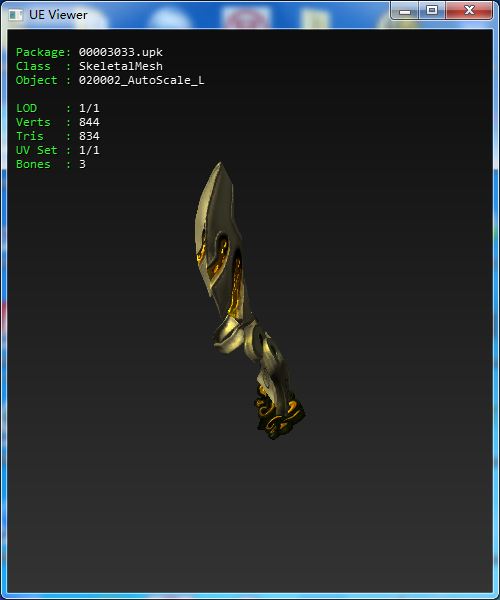 UE Viewer
Package: 00003033.upk
Class : SkeletalMesh
Object : 020002_AutoScale_L
LOD : 1/1
Verts : 844
Tris : 834
UV Set : 1/1
Bones : 3